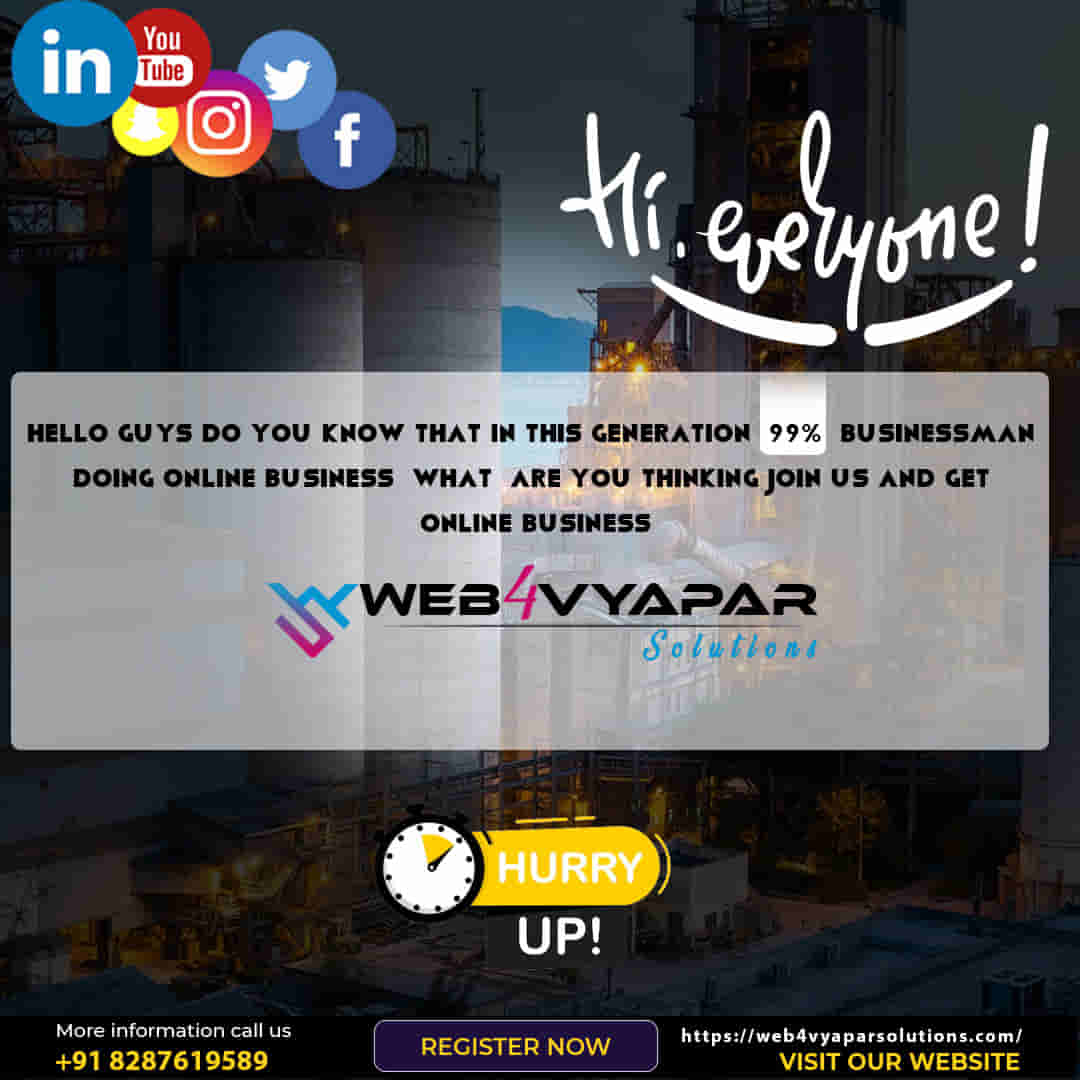 in
You
Tube
f
Hi. everyone!
HELLO GUYS DO YOU KNOW THAT IN THIS GENERATION 99% BUSINESSMAN
DOING ONLINE BUSINESS WHAT ARE YOU THINKING JOIN US AND GET
ONLINE BUSINESS
WEB4VYAPAR
Solutions
HURRY
UP!
More information call us
+91 8287619589
REGISTER NOW
https://web4vyaparsolutions.com/
VISIT OUR WEBSITE